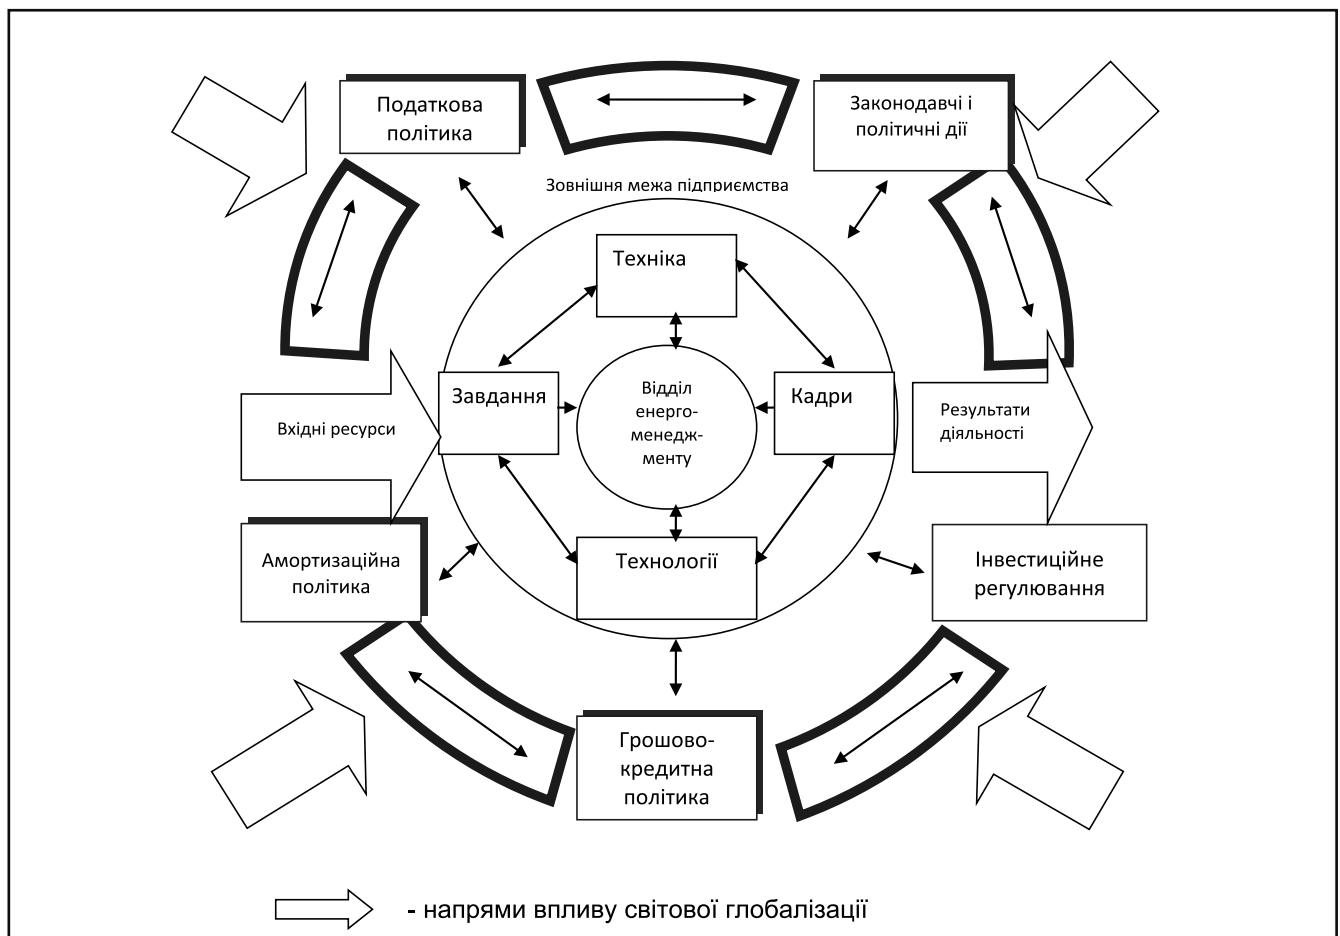 Податкова
політика
Законодавчі і
політичні дії
Зовнішня межа підприємства
Техніка
Завдання
Відділ
енерго-
менедж-
менту
Кадри
Вхідні ресурси
Результати
діяльності
Амортизаційна
політика
Технології
Інвестиційне
регулювання
Грошово-
кредитна
політика
- напрями впливу світової глобалізації